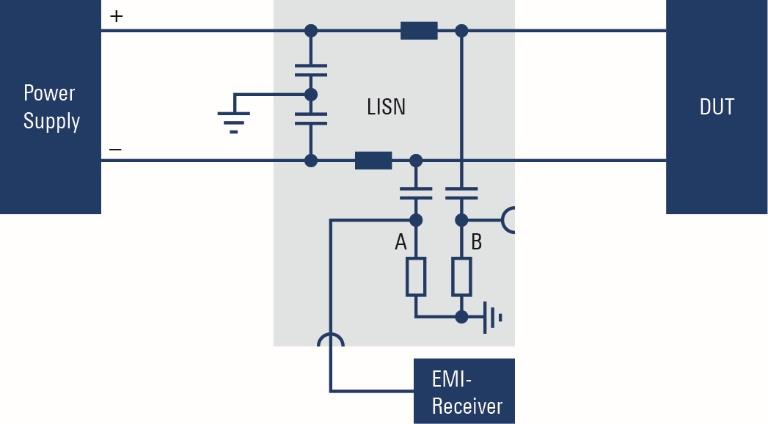 +
Power
Supply
LISN
DUT
–
A
B
EMI-
Receiver